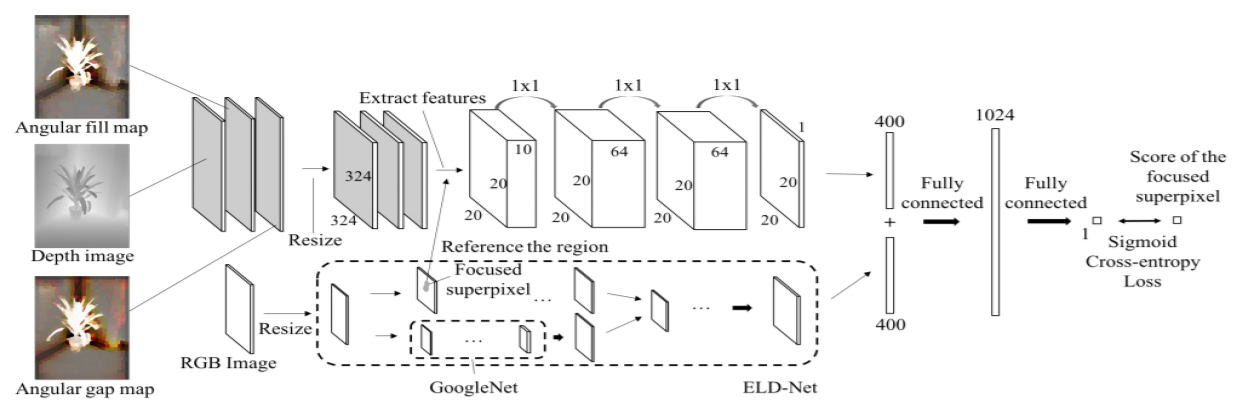 Angular fill map
Depth image
Angular gap map
RGB Image
Resize
Resize
324
324
Extract features
Reference the region
Focused
superpixel
1x1
1x1
1x1
10
20
20
64
20
20
64
20
20
1
20
20
...
...
...
GoogleNet
ELD-Net
400
+
400
Fully
connected
1024
Fully
connected
1
Score of the
focused
superpixel
Sigmoid
Cross-entropy
Loss